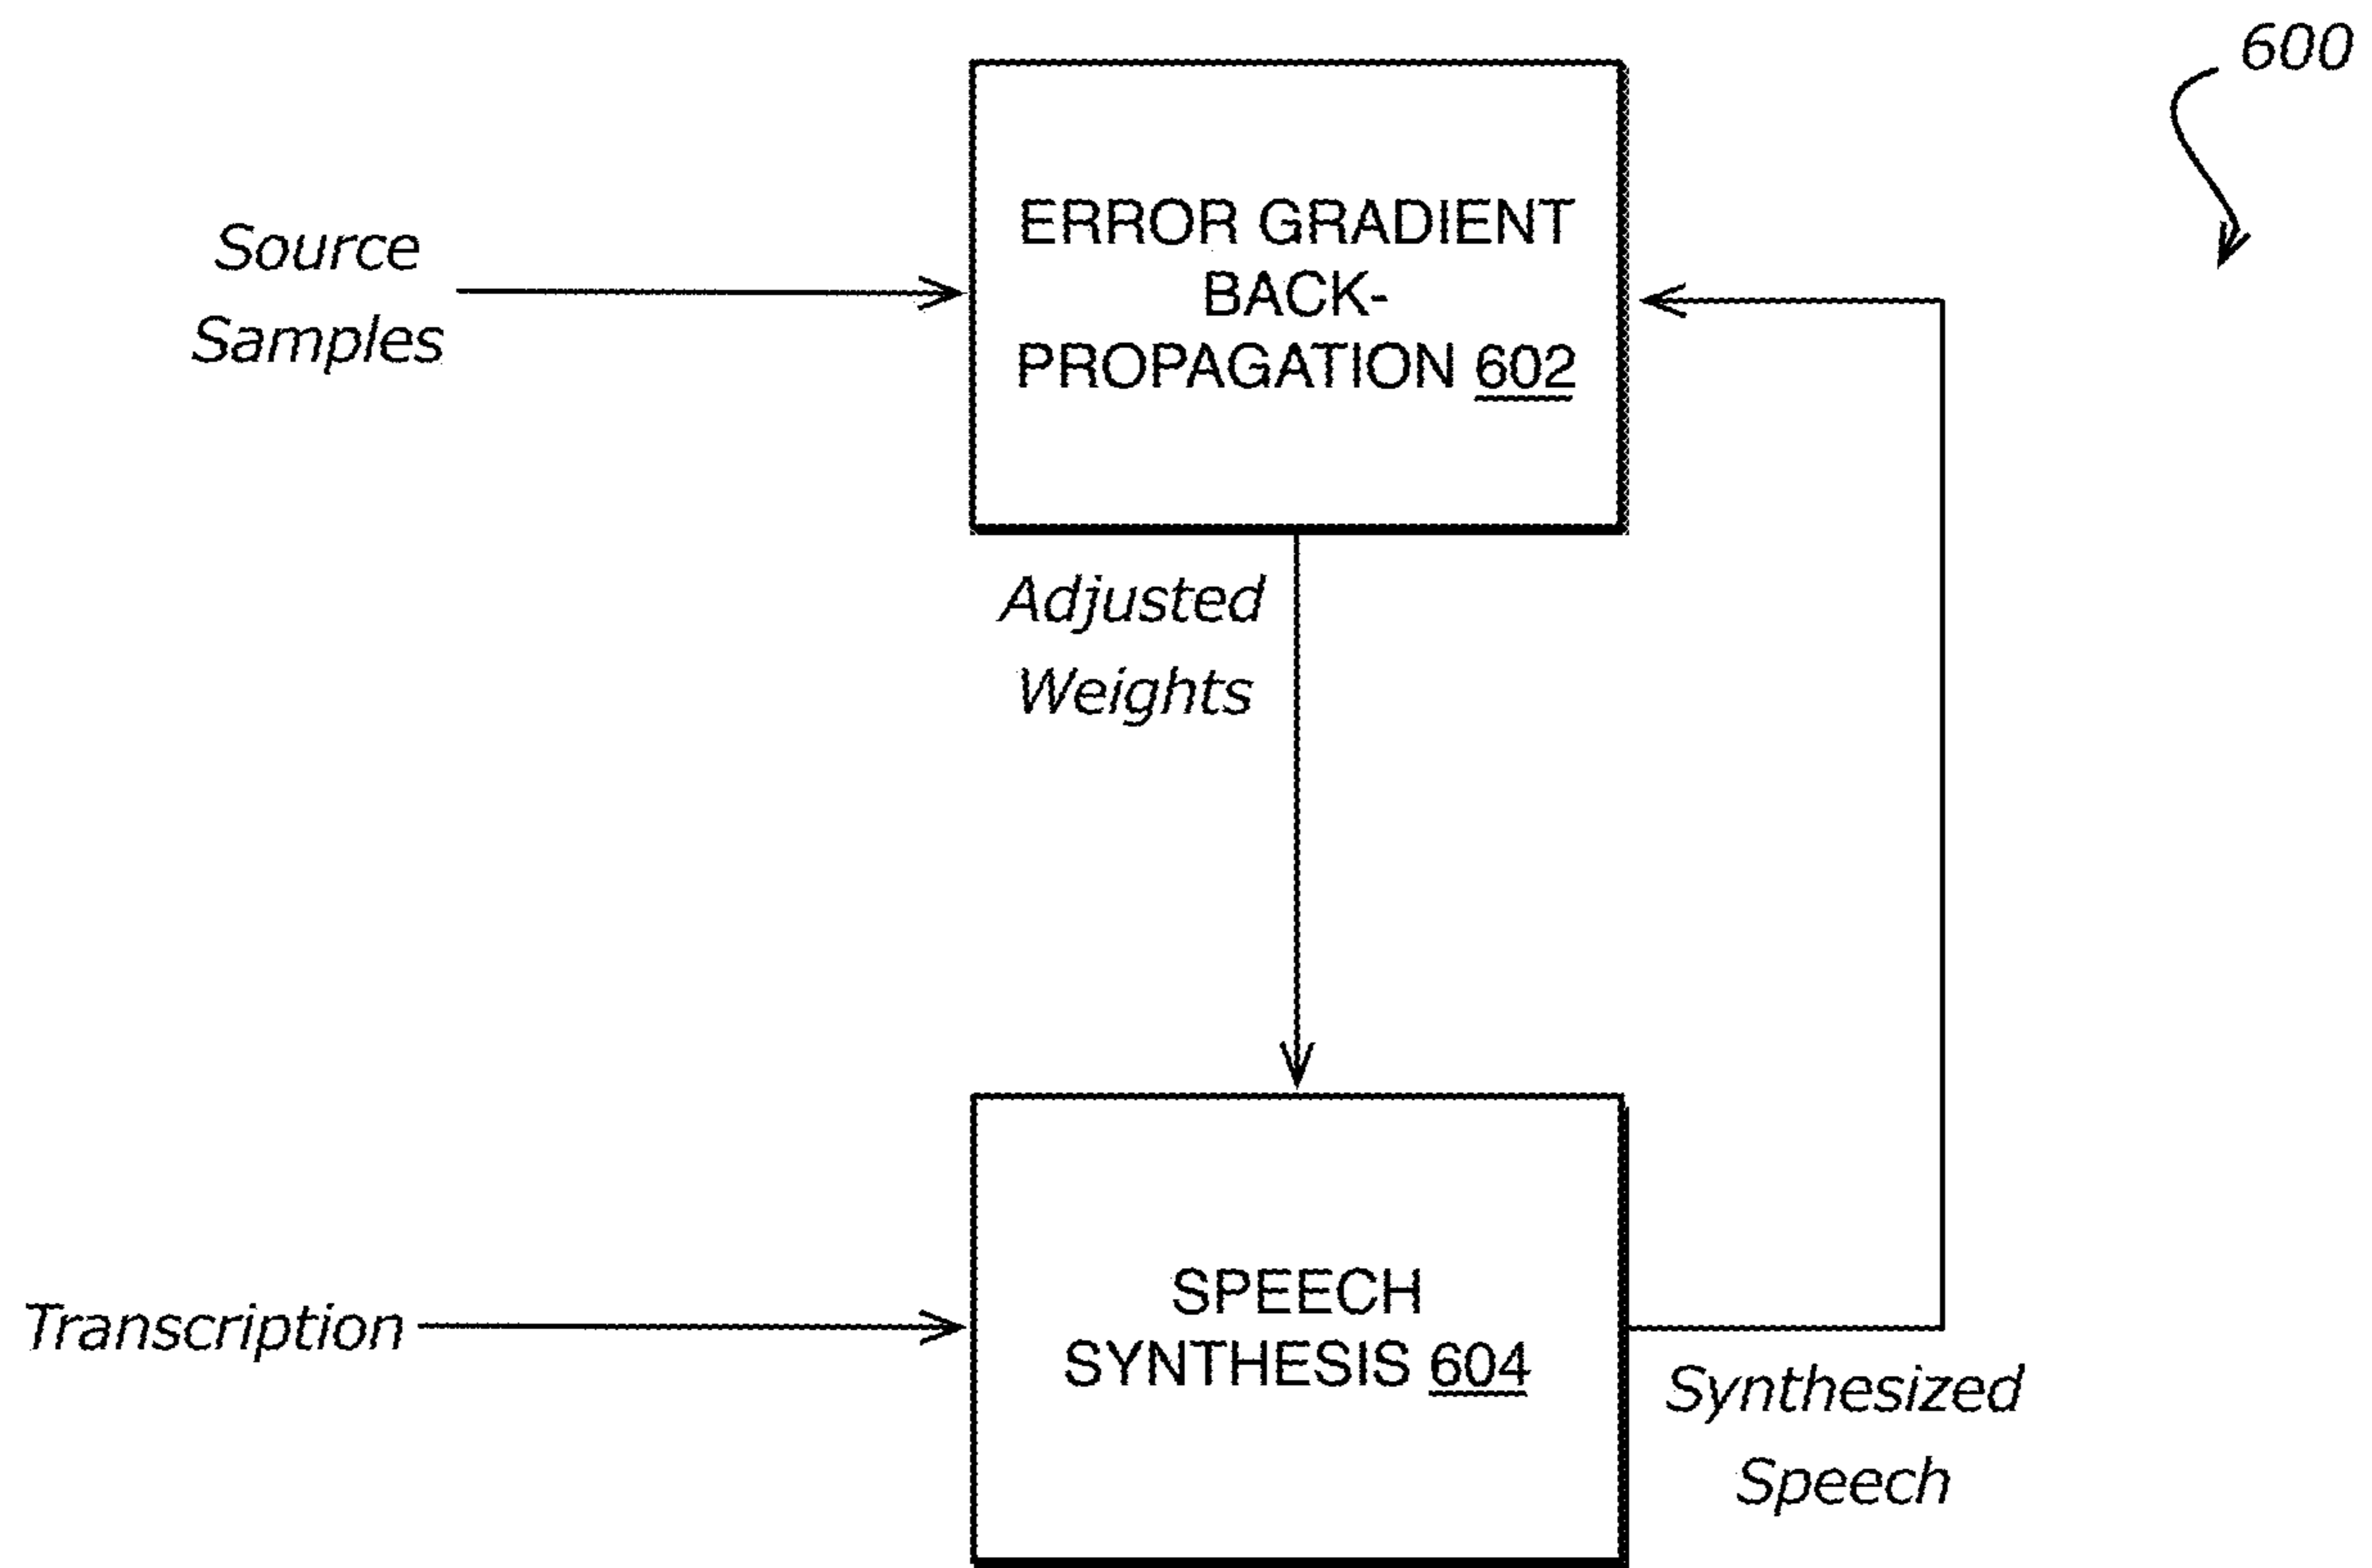 600
Source
Samples
ERROR GRADIENT
BACK-
PROPAGATION 602
Adjusted
Weights
Transcription
SPEECH
SYNTHESIS 604
Synthesized
Speech